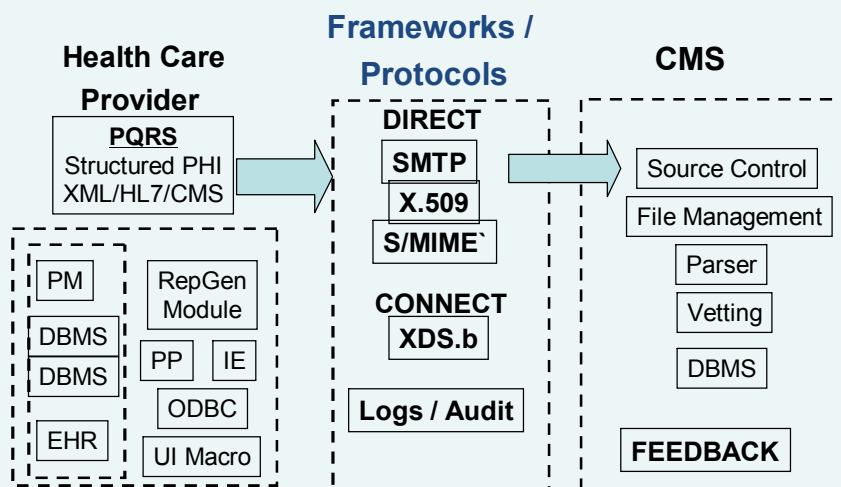 Health Care
Provider
PQRS
Structured PHI
XML/HL7/CMS
PM
DBMS
DBMS
EHR
RepGen
Module
PP
IE
ODBC
UI Macro
Frameworks /
Protocols
DIRECT
SMTP
X.509
S/MIME`
CONNECT
XDS.b
Logs / Audit
CMS
Source Control
File Management
Parser
Vetting
DBMS
FEEDBACK